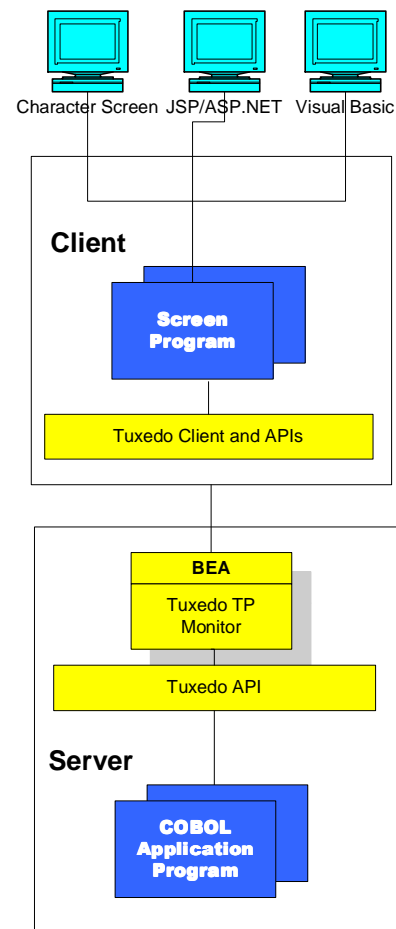 Character Screen JSP/ASP.NET Visual Basic
Client
Screen
Program
Tuxedo Client and APIs
BEA
Tuxedo TP
Monitor
Tuxedo API
Server
COBOL
Application
Program